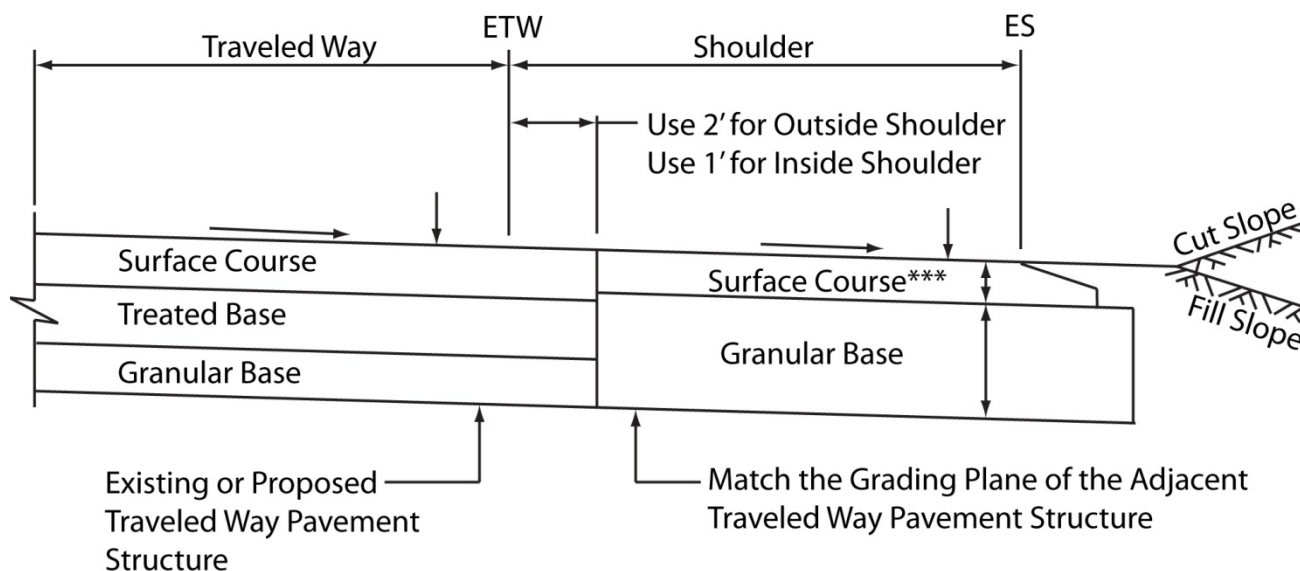 ETW
ES
Traveled Way
Shoulder
Use 2’ for Outside Shoulder
Use 1’ for Inside Shoulder
Cut Slope
Fill Slope
Surface Course
Surface Course***
Treated Base
Granular Base
Granular Base
Existing or Proposed
Traveled Way Pavement
Structure
Match the Grading Plane of the Adjacent
Traveled Way Pavement Structure